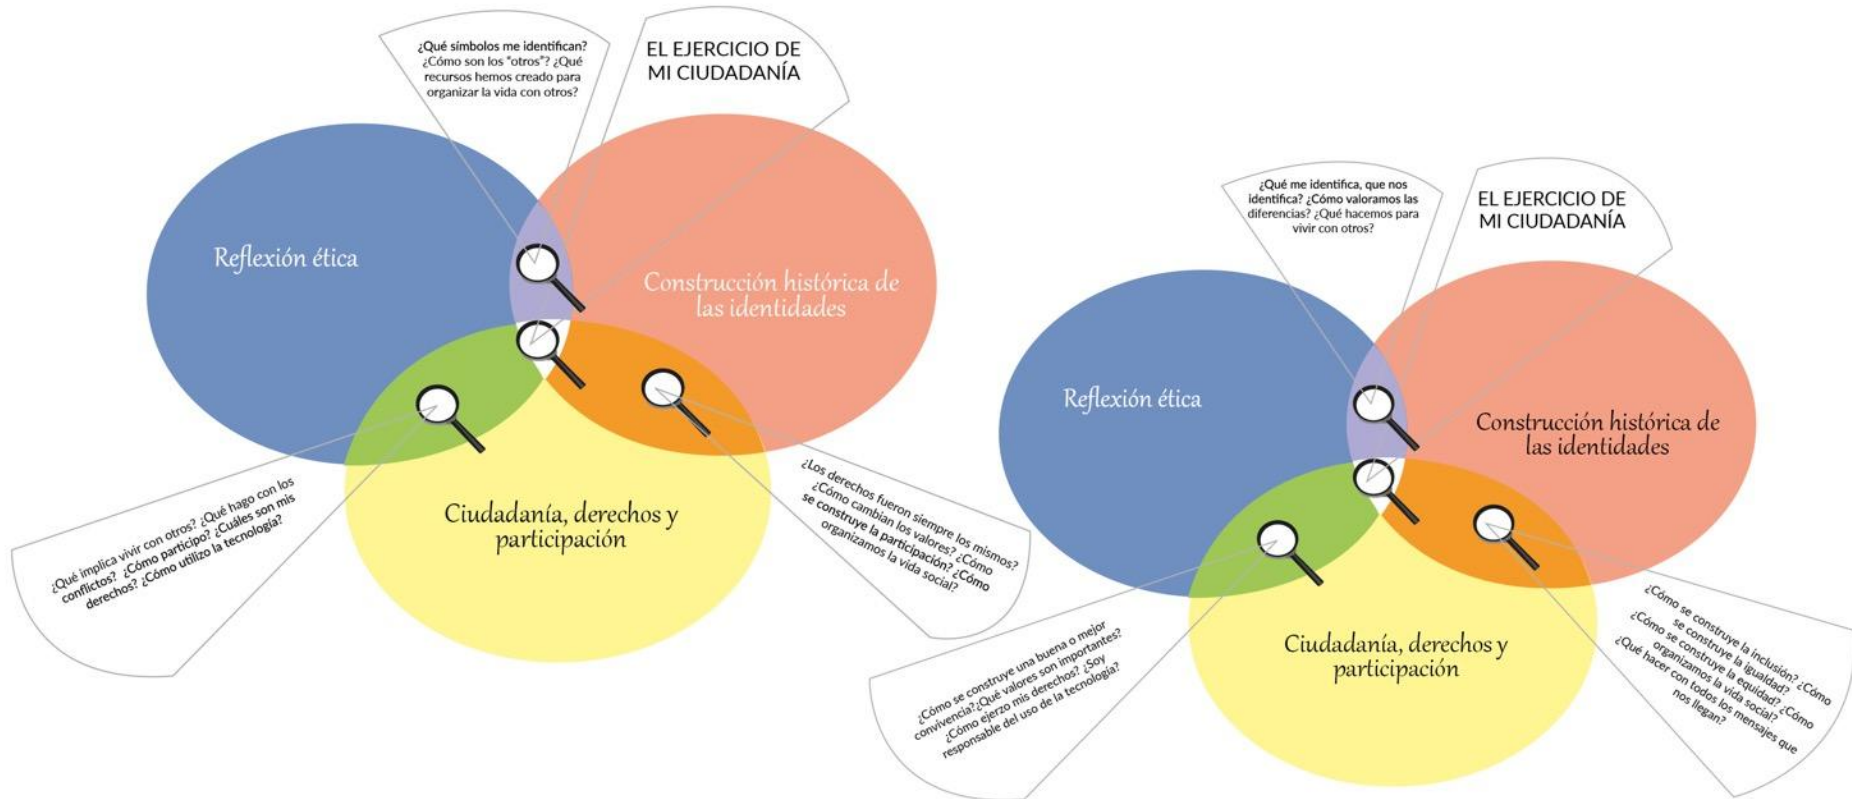 ¿Qué símbolos me identifican?
¿Cómo son los "otros"? ¿Qué
recursos hemos creado para
organizar la vida con otros?
EL EJERCICIO DE
MI CIUDADANÍA
Reflexión ética
Construcción histórica de
las identidades
Ciudadanía, derechos y
participación
¿Qué implica vivir con otros? ¿Qué hago con los
conflictos? ¿Cómo participo? ¿Cuáles son mis
derechos? ¿Cómo utilizo la tecnología?
¿Los derechos fueron siempre los mismos?
¿Cómo cambian los valores? ¿Cómo
se construye la participación? ¿Cómo
organizamos la vida social?
¿Qué me identifica, que nos
identifica? ¿Cómo valoramos las
diferencias? ¿Qué hacemos para
vivir con otros?
EL EJERCICIO DE
MI CIUDADANÍA
Reflexión ética
Construcción histórica de
las identidades
Ciudadanía, derechos y
participación
¿Cómo se construye una buena o mejor
convivencia?¿Qué valores son importantes?
¿Cómo ejerzo mis derechos? ¿Soy
responsable del uso de la tecnología?
¿Cómo se construye la inclusión? ¿Cómo
se construye la igualdad?
¿Cómo se construye la equidad? ¿Cómo
organizamos la vida social?
¿Qué hacer con todos los mensajes que
nos llegan?